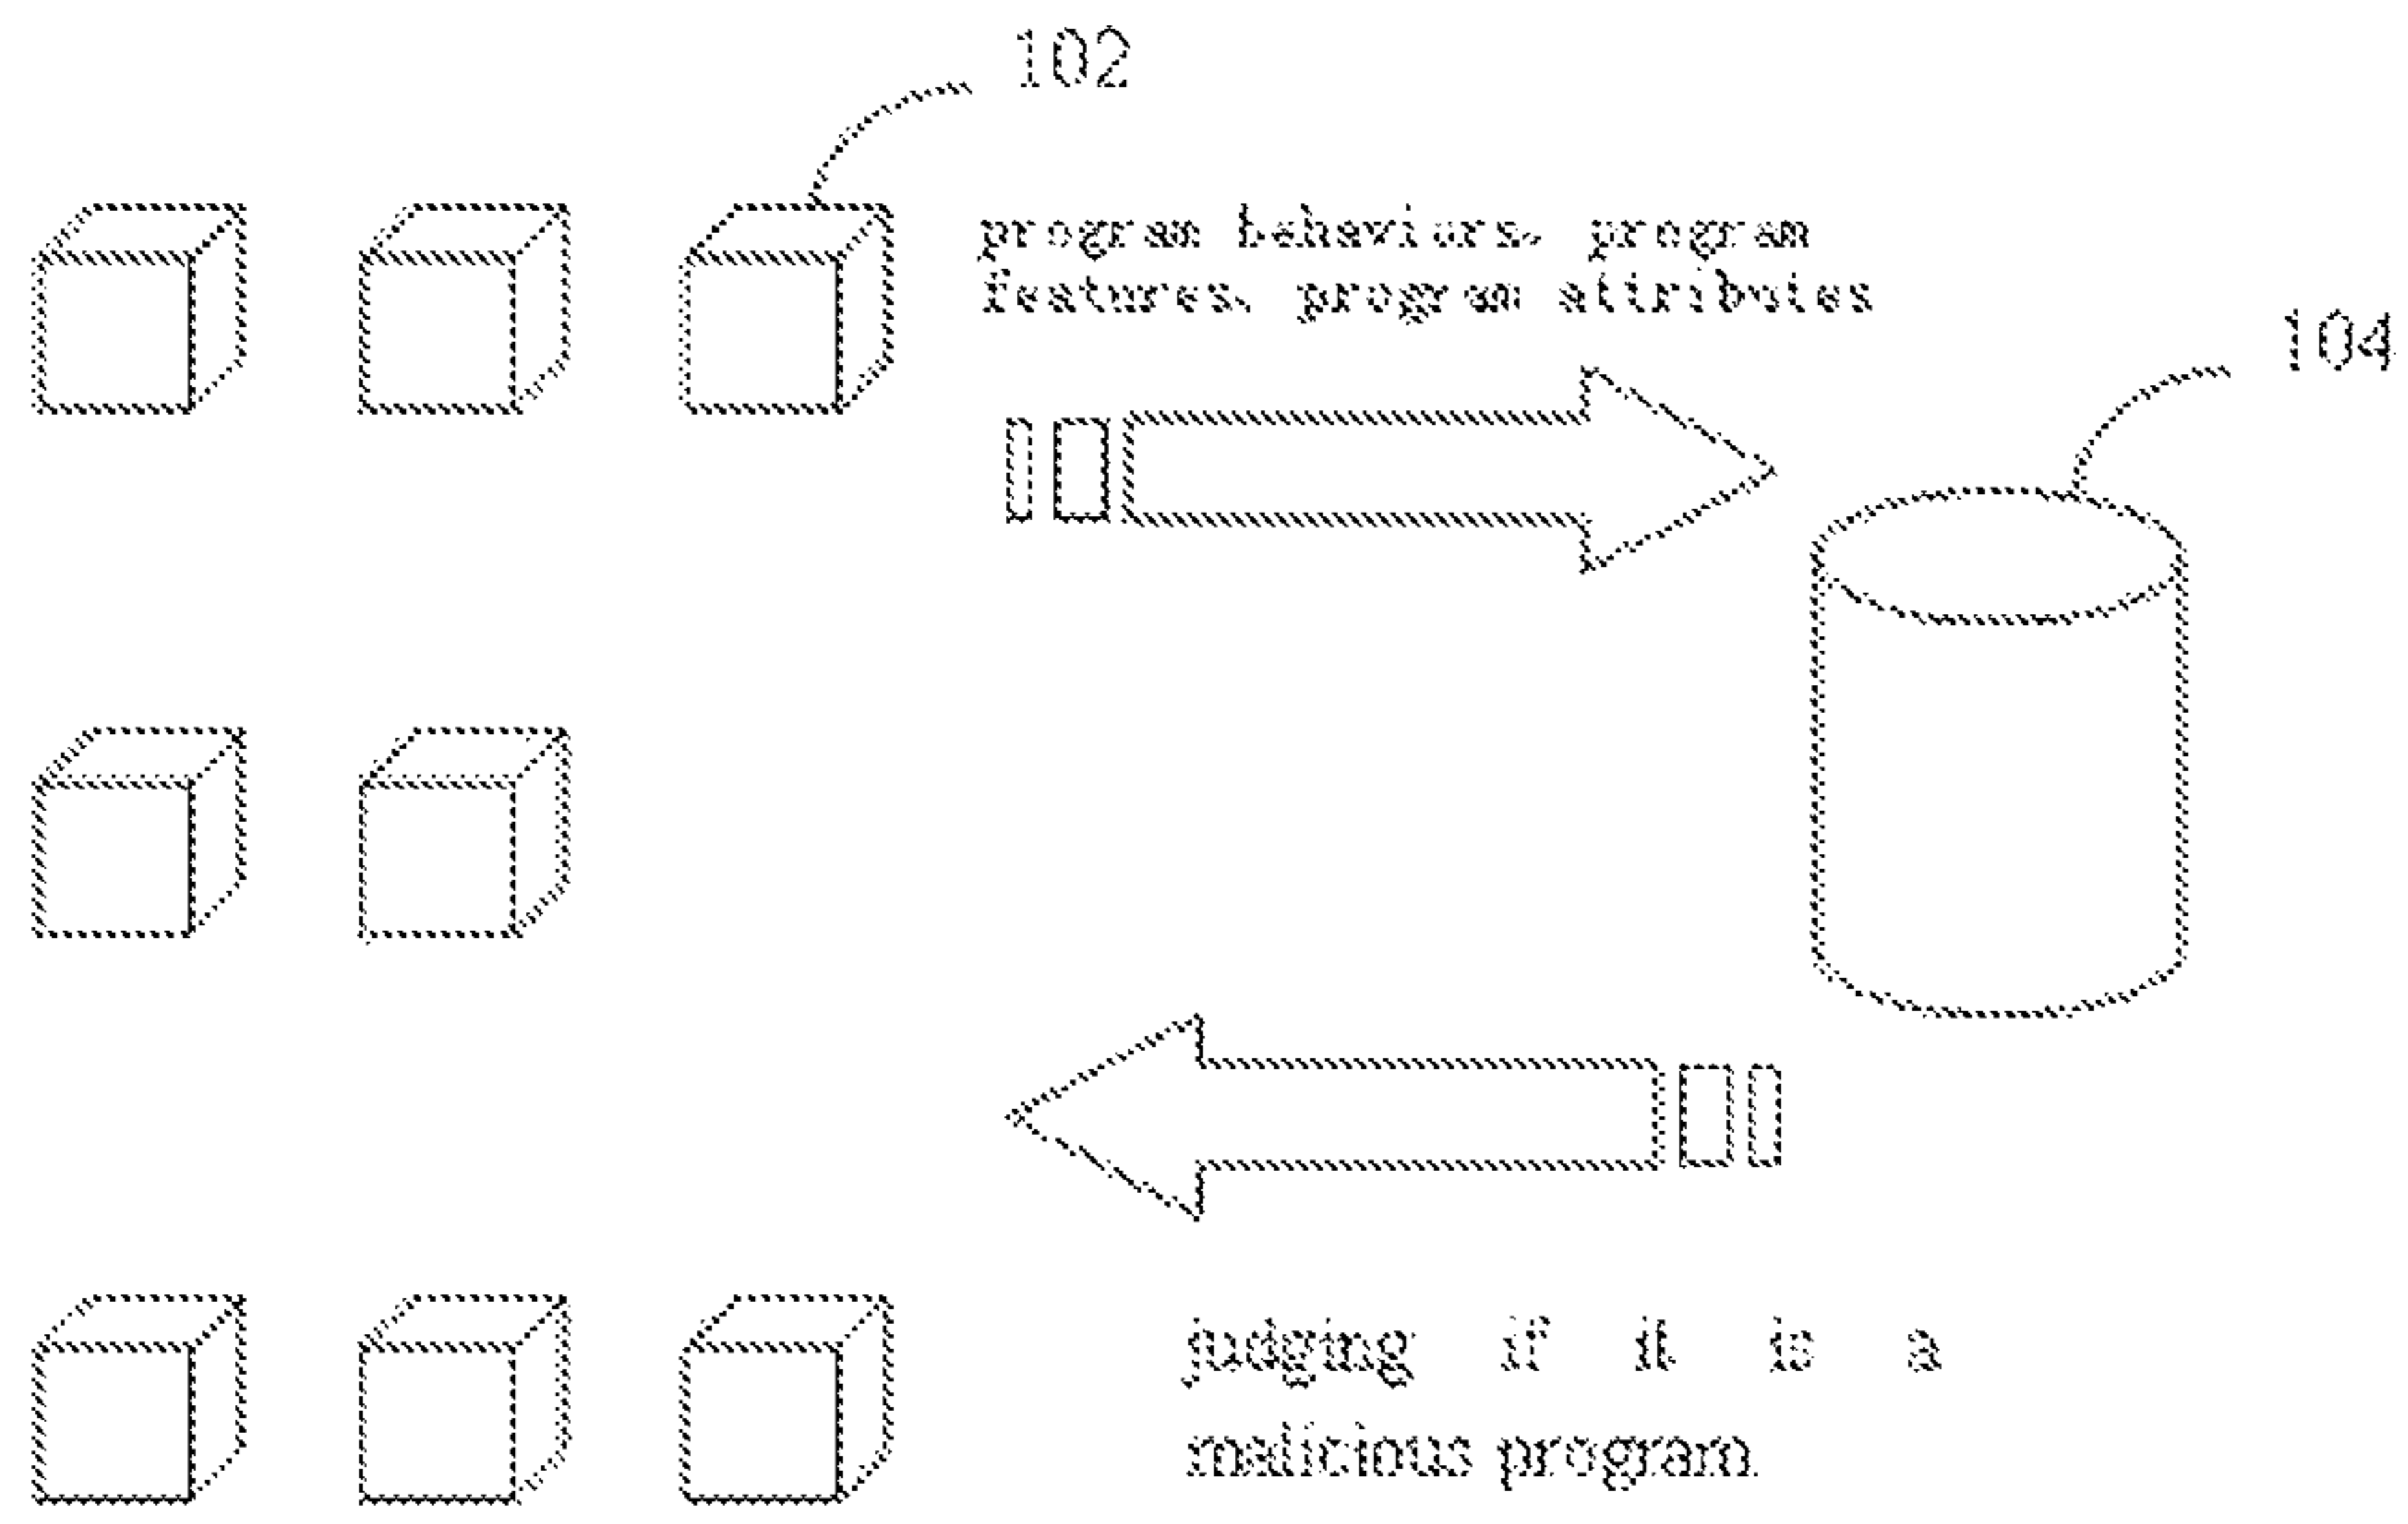 102
program behaviors, program
features, program attributes
104
judging if it is a
malicious program